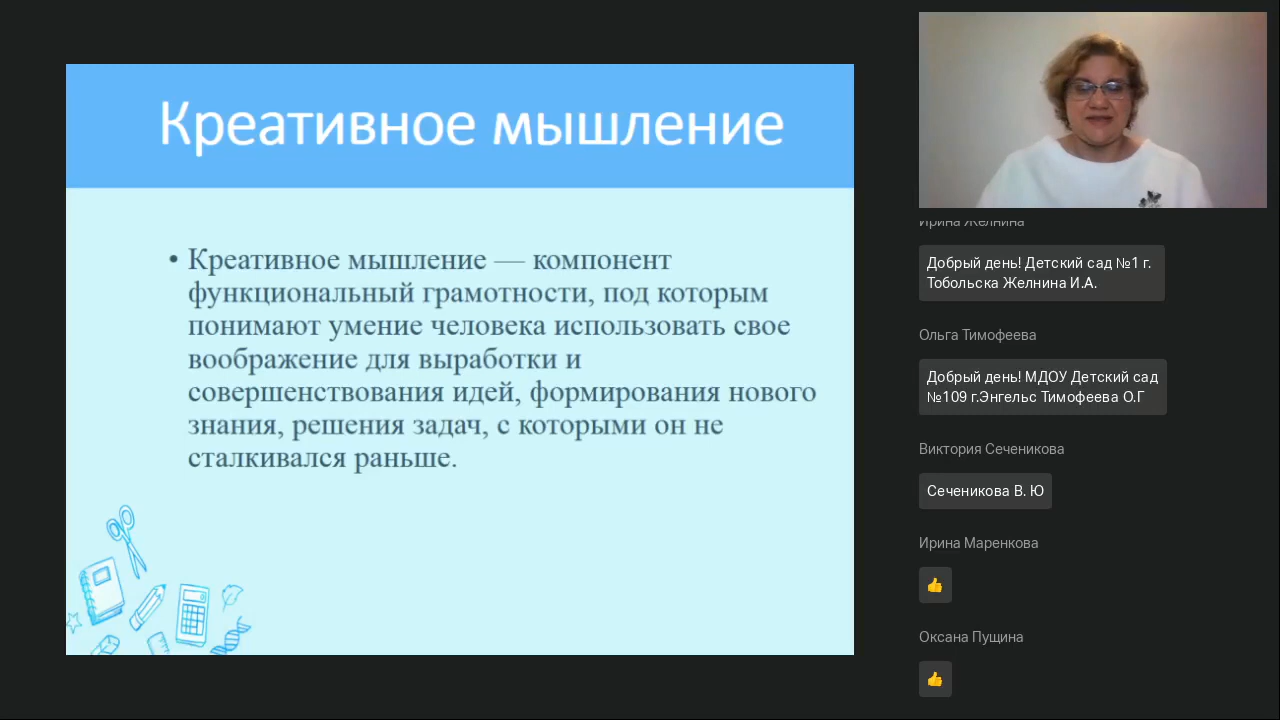 Креативное мышление
• Креативное мышление — компонент
функциональный грамотности, под которым
понимают умение человека использовать свое
воображение для выработки и
совершенствования идей, формирования нового
знания, решения задач, с которыми он не
сталкивался раньше.
Ирина Желнина
Добрый день! Детский сад №1 г.
Тобольска Желнина И.А.
Ольга Тимофеева
Добрый день! МДОУ Детский сад
№109 г.Энгельс Тимофеева О.Г
Виктория Сеченикова
Сеченикова В. Ю
Ирина Маренкова
👍
Оксана Пущина
👍